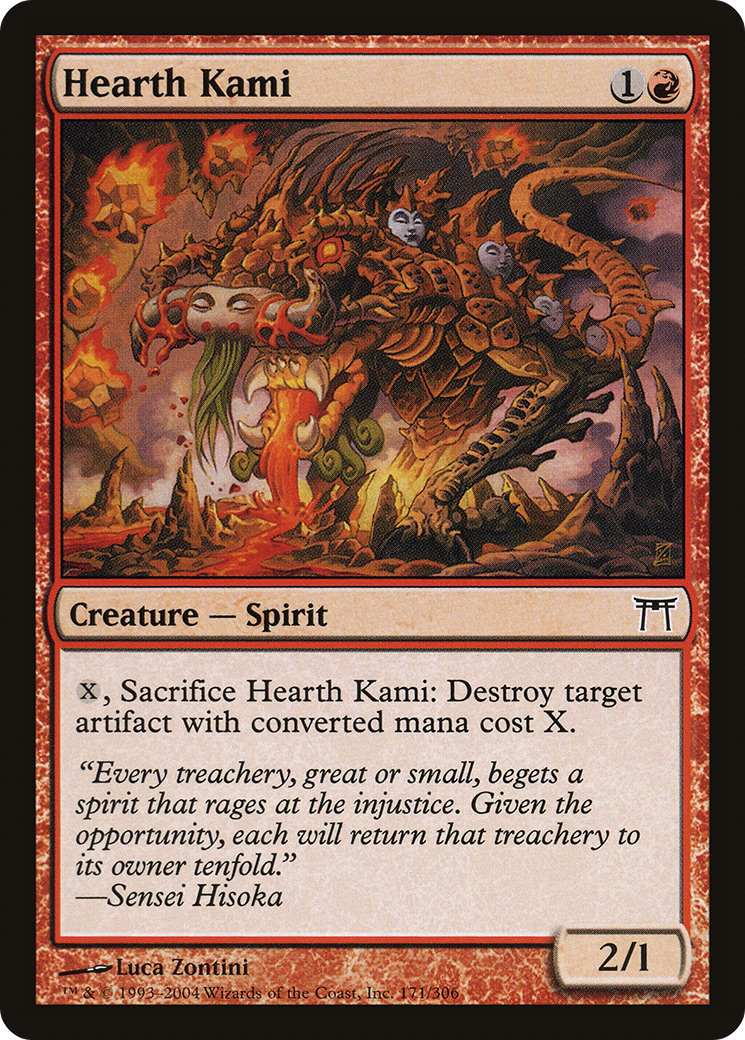 Hearth Kami 1
Creature — Spirit
X, Sacrifice Hearth Kami: Destroy target
artifact with converted mana cost X.
“Every treachery, great or small, begets a
spirit that rages at the injustice. Given the
opportunity, each will return that treachery to
its owner tenfold.”
—Sensei Hisoka
2/1
Luca Zontini
™ & © 1993–2004 Wizards of the Coast, Inc. 171/306